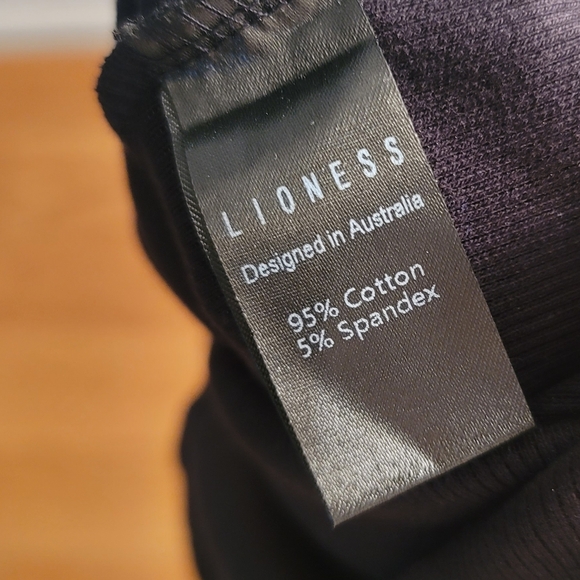 LIONESS
Designed in Australia
95% Cotton
5% Spandex